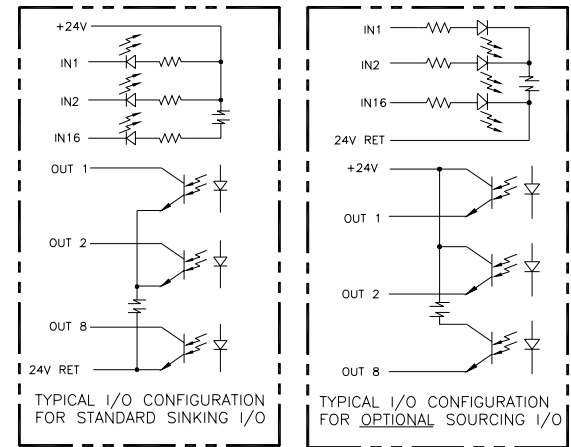 +24V
IN1
IN2
IN16
OUT 1
OUT 2
OUT 8
24V RET
TYPICAL I/O CONFIGURATION
FOR STANDARD SINKING I/O
IN1
IN2
IN16
24V RET
+24V
OUT 1
OUT 2
OUT 8
TYPICAL I/O CONFIGURATION
FOR OPTIONAL SOURCING I/O